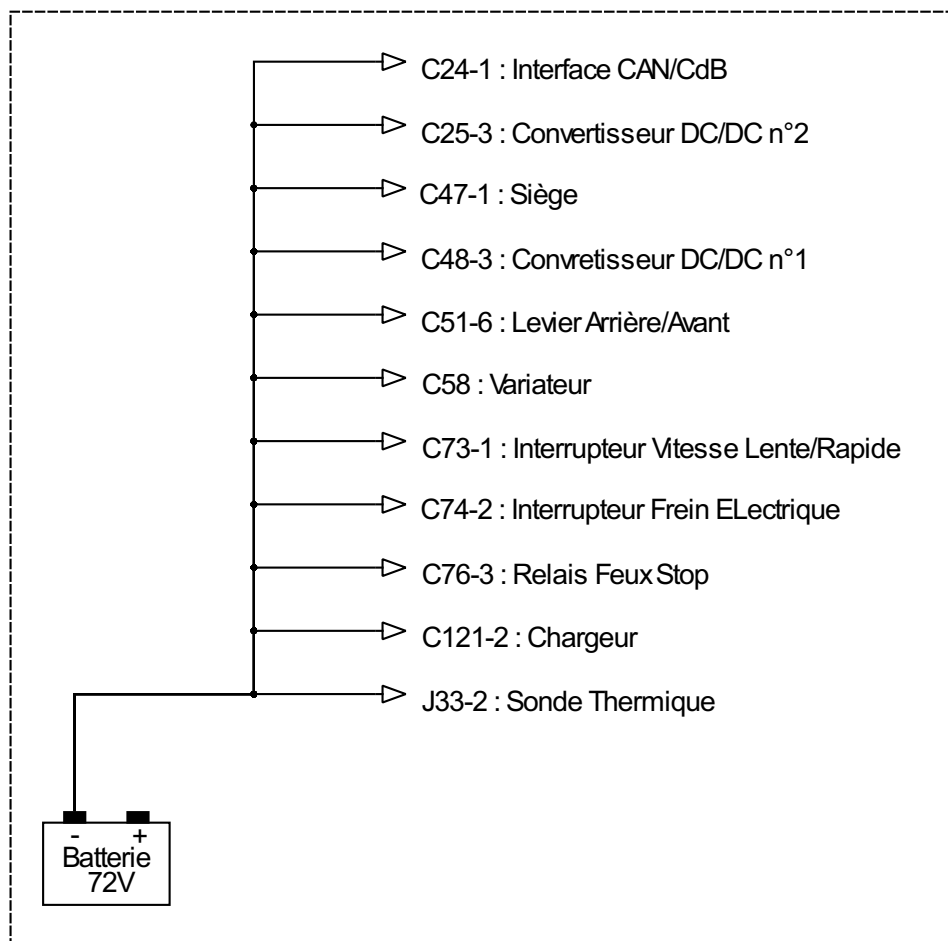 C24-1 : Interface CAN/CdB
C25-3 : Convertisseur DC/DC n°2
C47-1 : Siège
C48-3 : Convretisseur DC/DC n°1
C51-6 : Levier Arrière/Avant
C58 : Variateur
C73-1 : Interrupteur Vitesse Lente/Rapide
C74-2 : Interrupteur Frein ELectrique
C76-3 : Relais Feux Stop
C121-2 : Chargeur
J33-2 : Sonde Thermique
- +
Batterie
72V